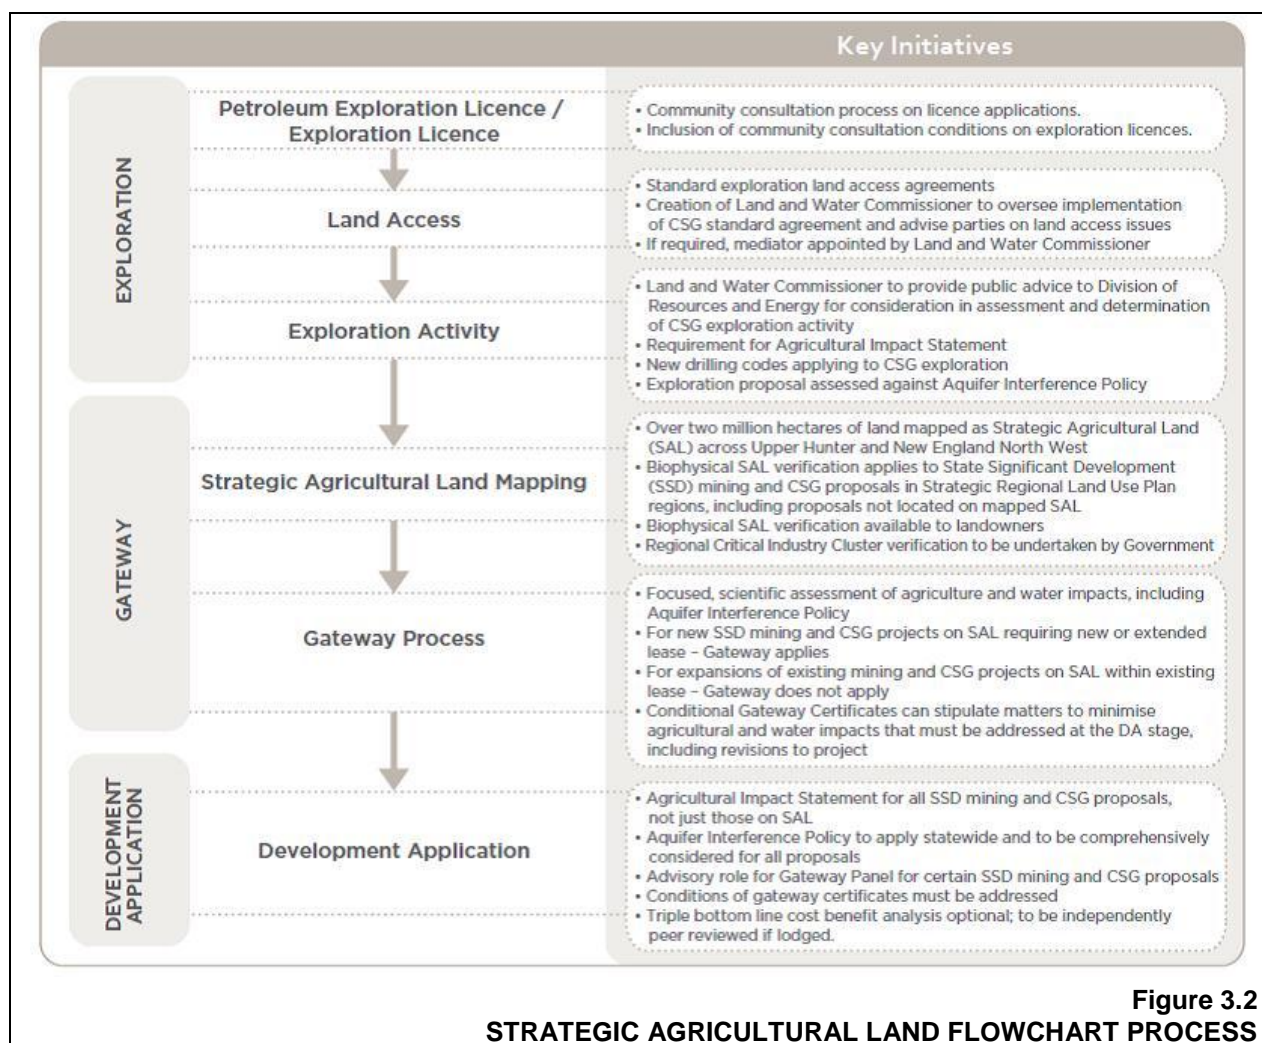 Key Initiatives
EXPLORATION
Petroleum Exploration Licence /
Exploration Licence
• Community consultation process on licence applications.
• Inclusion of community consultation conditions on exploration licences.
Land Access
• Standard exploration land access agreements
• Creation of Land and Water Commissioner to oversee implementation
of CSG standard agreement and advise parties on land access issues
• If required, mediator appointed by Land and Water Commissioner
Exploration Activity
• Land and Water Commissioner to provide public advice to Division of
Resources and Energy for consideration in assessment and determination
of CSG exploration activity
• Requirement for Agricultural Impact Statement
• New drilling codes applying to CSG exploration
• Exploration proposal assessed against Aquifer Interference Policy
GATEWAY
Strategic Agricultural Land Mapping
• Over two million hectares of land mapped as Strategic Agricultural Land
(SAL) across Upper Hunter and New England North West
• Biophysical SAL verification applies to State Significant Development
(SSD) mining and CSG proposals in Strategic Regional Land Use Plan
regions, including proposals not located on mapped SAL
• Biophysical SAL verification available to landowners
• Regional Critical Industry Cluster verification to be undertaken by Government
Gateway Process
• Focused, scientific assessment of agriculture and water impacts, including
Aquifer Interference Policy
• For new SSD mining and CSG projects on SAL requiring new or extended
lease – Gateway applies
• For expansions of existing mining and CSG projects on SAL within existing
lease – Gateway does not apply
• Conditional Gateway Certificates can stipulate matters to minimise
agricultural and water impacts that must be addressed at the DA stage,
including revisions to project
DEVELOPMENT
APPLICATION
Development Application
• Agricultural Impact Statement for all SSD mining and CSG proposals,
not just those on SAL
• Aquifer Interference Policy to apply statewide and to be comprehensively
considered for all proposals
• Advisory role for Gateway Panel for certain SSD mining and CSG proposals
• Conditions of gateway certificates must be addressed
• Triple bottom line cost benefit analysis optional; to be independently
peer reviewed if lodged.
Figure 3.2
STRATEGIC AGRICULTURAL LAND FLOWCHART PROCESS